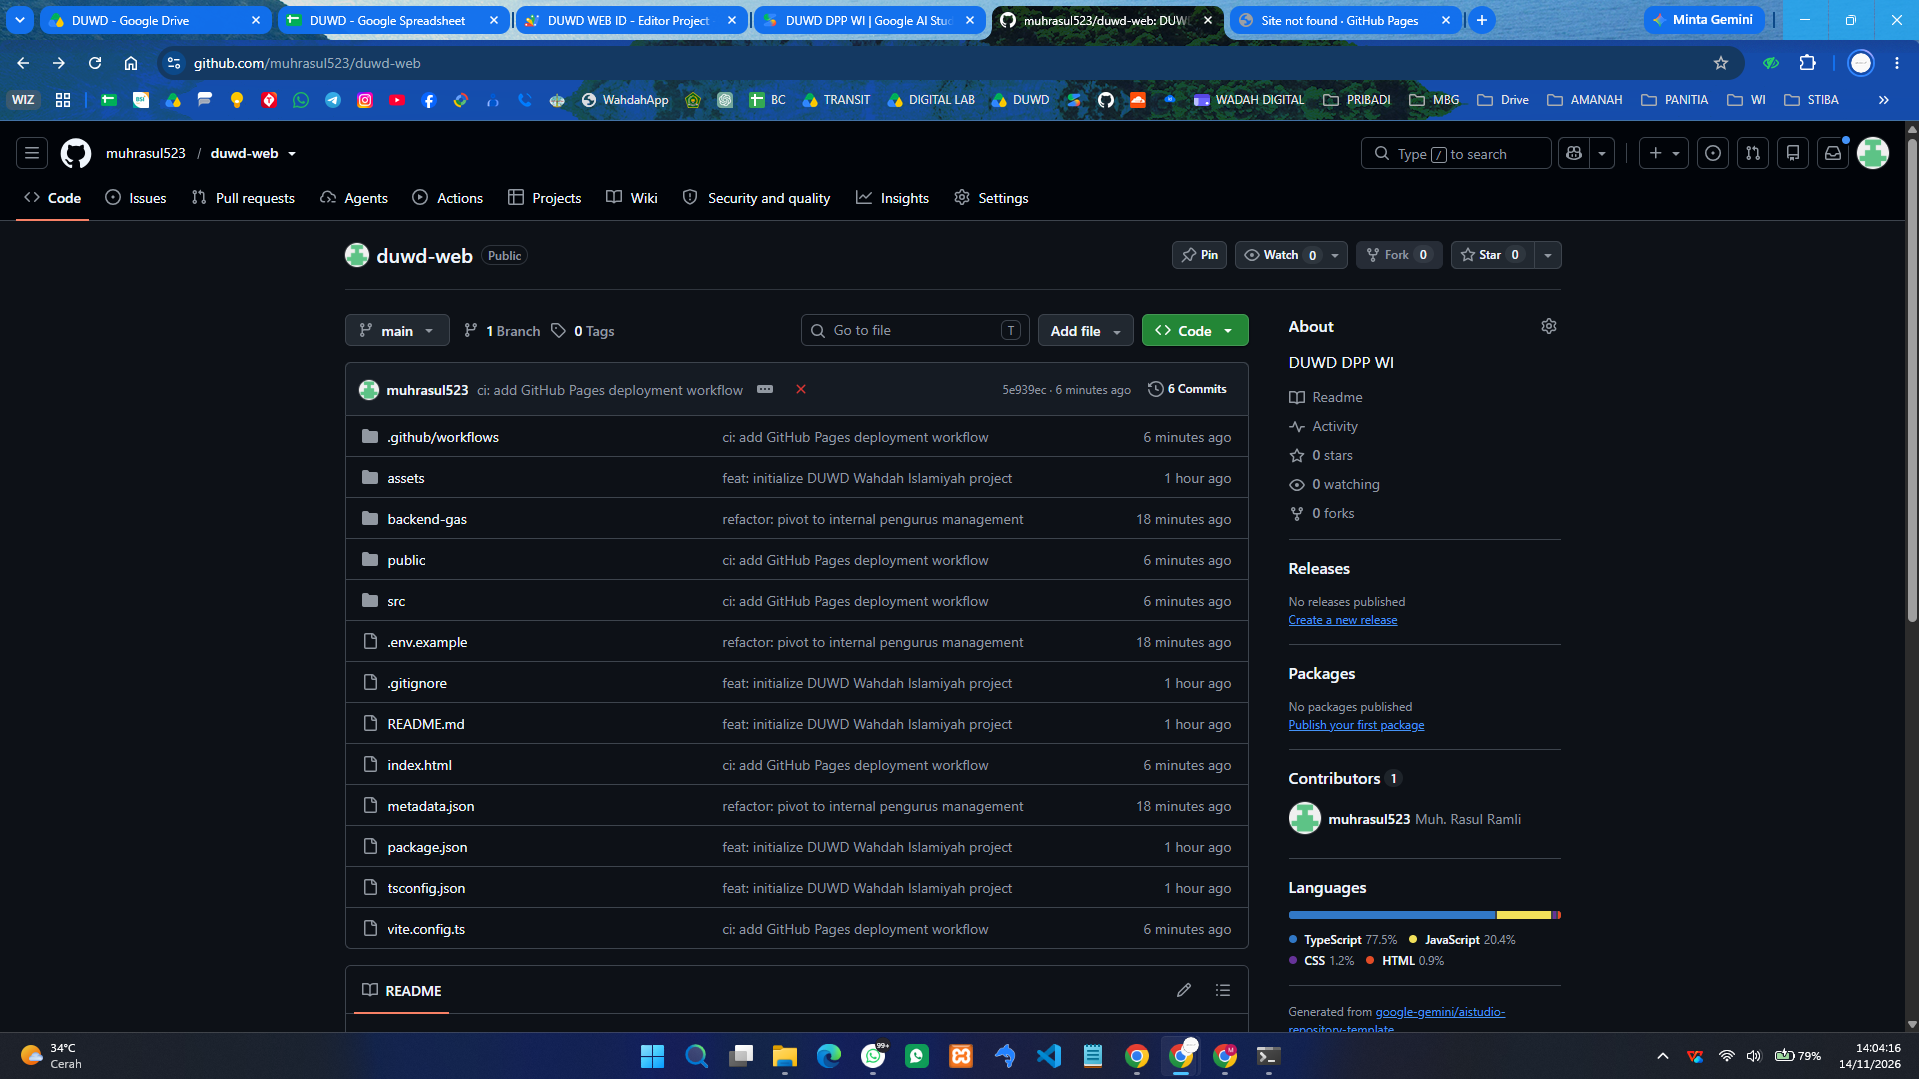 DUWD - Google Drive
DUWD - Google Spreadsheet
DUWD WEB ID - Editor Project
DUWD DPP WI | Google AI Stud
muhrasul523/duwd-web: DUW
Site not found · GitHub Pages
Minta Gemini
github.com/muhrasul523/duwd-web
WIZ
BSI
WahdahApp
BC
TRANSIT
DIGITAL LAB
DUWD
WADAH DIGITAL
PRIBADI
MBG
Drive
AMANAH
PANITIA
WI
STIBA
muhrasul523 / duwd-web
Type / to search
Code
Issues
Pull requests
Agents
Actions
Projects
Wiki
Security and quality
Insights
Settings
duwd-web Public
Pin
Watch 0
Fork 0
Star 0
main
1 Branch
0 Tags
Go to file T
Add file
Code
muhrasul523 ci: add GitHub Pages deployment workflow 5e939ec · 6 minutes ago 6 Commits
.github/workflows ci: add GitHub Pages deployment workflow 6 minutes ago
assets feat: initialize DUWD Wahdah Islamiyah project 1 hour ago
backend-gas refactor: pivot to internal pengurus management 18 minutes ago
public ci: add GitHub Pages deployment workflow 6 minutes ago
src ci: add GitHub Pages deployment workflow 6 minutes ago
.env.example refactor: pivot to internal pengurus management 18 minutes ago
.gitignore feat: initialize DUWD Wahdah Islamiyah project 1 hour ago
README.md feat: initialize DUWD Wahdah Islamiyah project 1 hour ago
index.html ci: add GitHub Pages deployment workflow 6 minutes ago
metadata.json refactor: pivot to internal pengurus management 18 minutes ago
package.json feat: initialize DUWD Wahdah Islamiyah project 1 hour ago
tsconfig.json feat: initialize DUWD Wahdah Islamiyah project 1 hour ago
vite.config.ts ci: add GitHub Pages deployment workflow 6 minutes ago
README
About
DUWD DPP WI
Readme
Activity
0 stars
0 watching
0 forks
Releases
No releases published
Create a new release
Packages
No packages published
Publish your first package
Contributors 1
muhrasul523 Muh. Rasul Ramli
Languages
TypeScript 77.5% JavaScript 20.4%
CSS 1.2% HTML 0.9%
Generated from google-gemini/aistudio-
repository-template
34°C
Cerah
99+
79%
14:04:16
14/11/2026